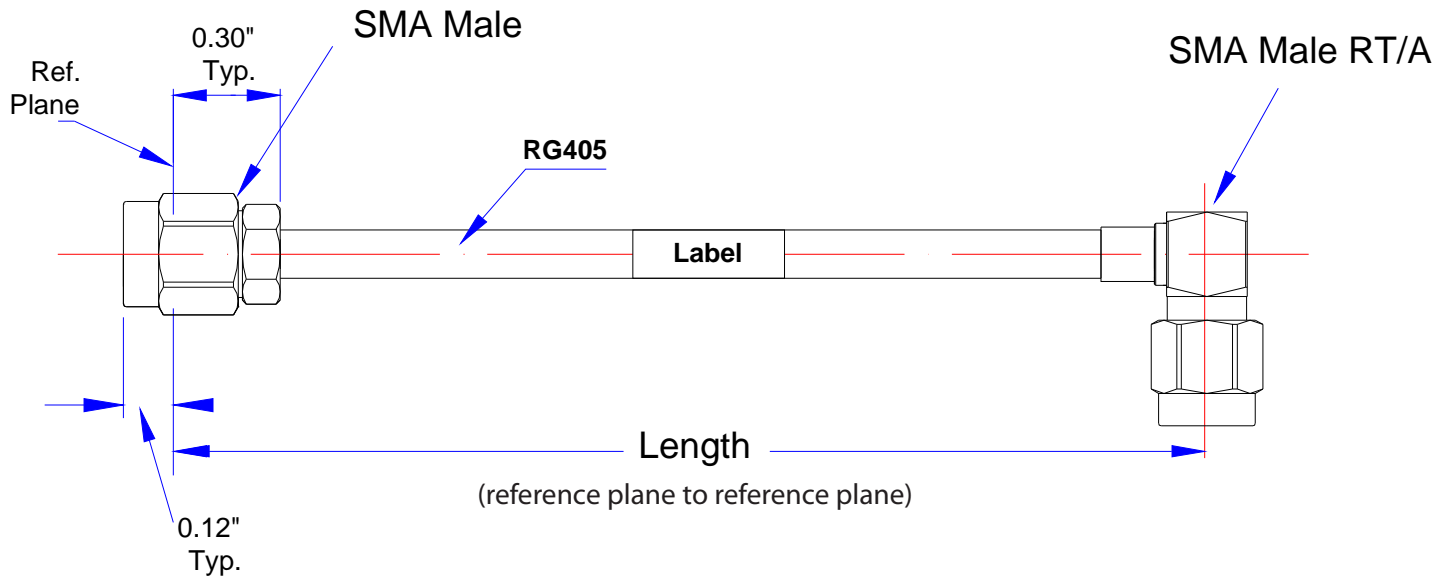 SMA Male
0.30"
Typ.
SMA Male RT/A
Ref.
Plane
RG405
Label
Length
(reference plane to reference plane)
0.12"
Typ.